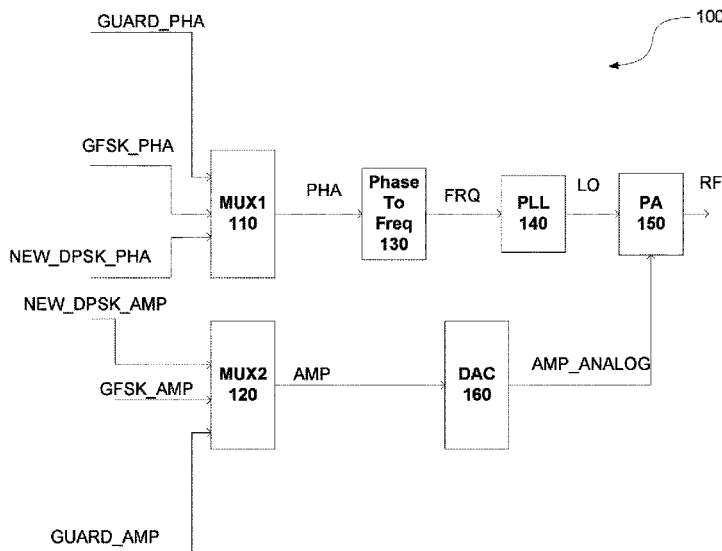 GUARD_PHA
100
GFSK_PHA
NEW_DPSK_PHA
MUX1
110
PHA
Phase
To
Freq
130
FRQ
PLL
140
LO
PA
150
RF
NEW_DPSK_AMP
GFSK_AMP
GUARD_AMP
MUX2
120
AMP
DAC
160
AMP_ANALOG